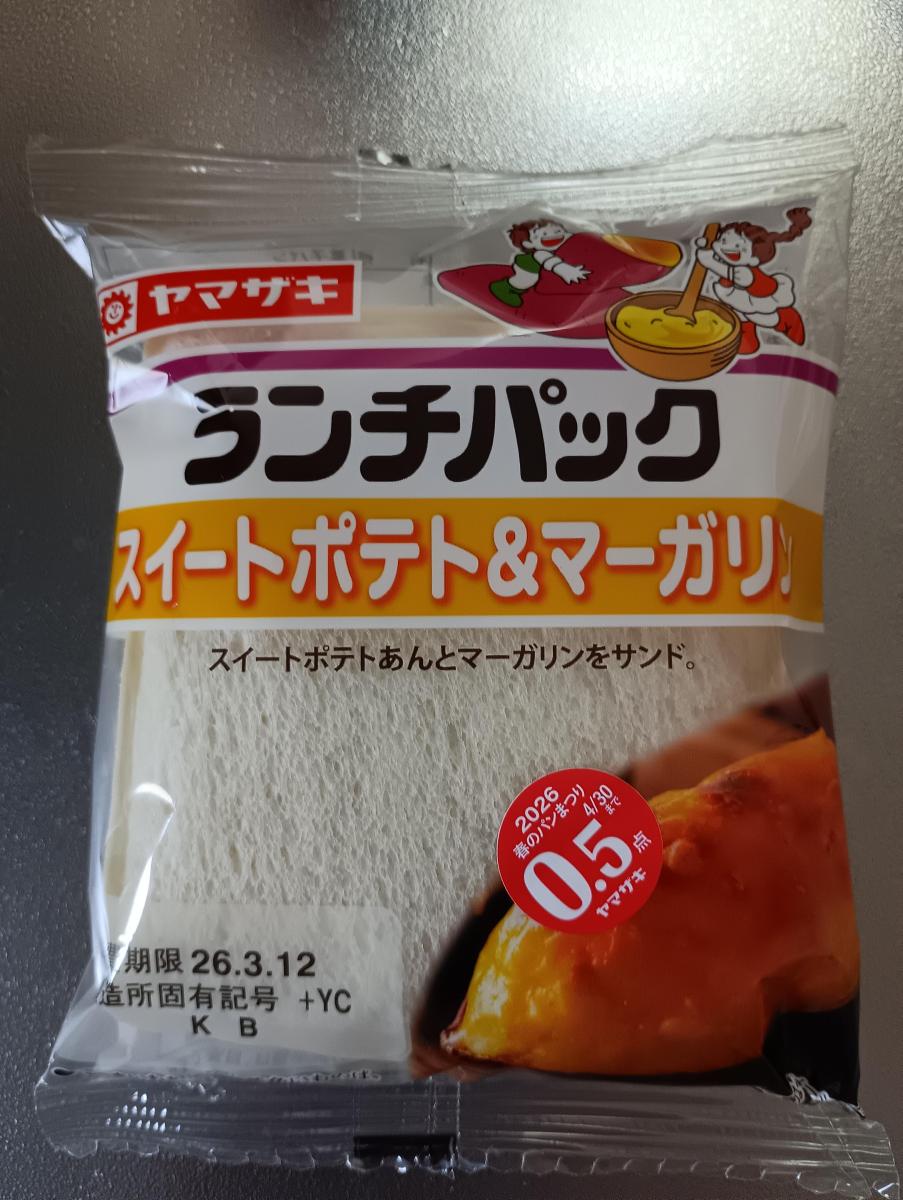 ヤマザキ
ランチパック
スイートポテト&マーガリン
スイートポテトあんとマーガリンをサンド。
2026
春のパンまつり
4/30まで
0.5点
ヤマザキ
期限 26.3.12
造所固有記号 +YC
K B